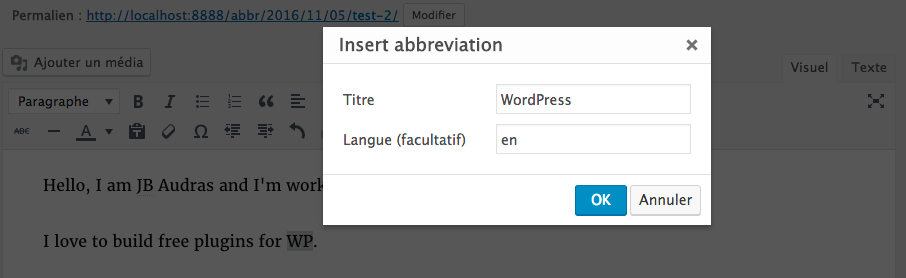 Permalien : http://localhost:8888/abbr/2016/11/05/test-2/ Modifier
Insert abbreviation ×
Ajouter un média
Visuel Texte
Titre WordPress
Paragraphe B I
ABC A Ω
Langue (facultatif) en
Hello, I am JB Audras and I'm work
OK Annuler
I love to build free plugins for WP.